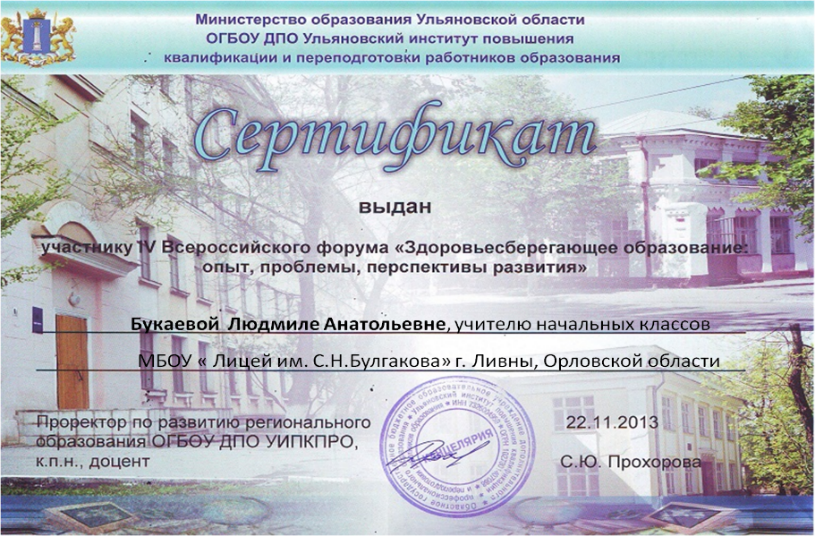 Министерство образования Ульяновской области
ОГБОУ ДПО Ульяновский институт повышения
квалификации и переподготовки работников образования
Сертификат
выдан
участнику IV Всероссийского форума «Здоровьесберегающее образование:
опыт, проблемы, перспективы развития»
Букаевой Людмиле Анатольевне, учителю начальных классов
МБОУ « Лицей им. С.Н.Булгакова» г. Ливны, Орловской области
Проректор по развитию регионального
образования ОГБОУ ДПО УИПКПРО,
к.п.н., доцент
22.11.2013
С.Ю. Прохорова
КАНЦЕЛЯРИЯ